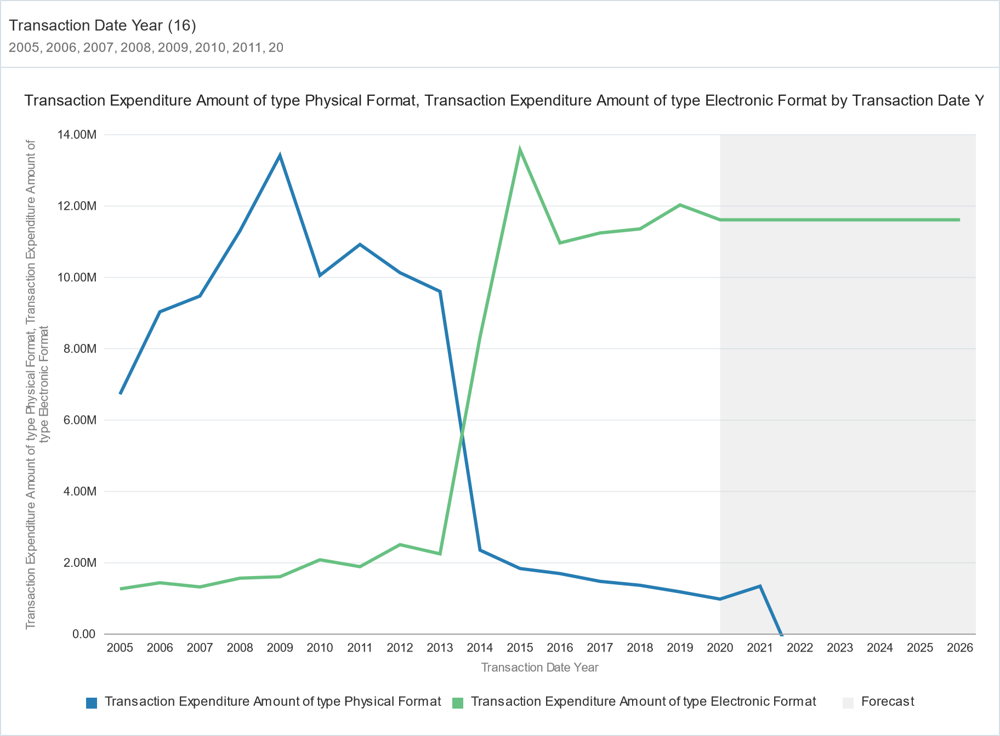 Transaction Date Year (16)
2005, 2006, 2007, 2008, 2009, 2010, 2011, 20
Transaction Expenditure Amount of type Physical Format, Transaction Expenditure Amount of type Electronic Format by Transaction Date Y
Transaction Expenditure Amount of type Physical Format, Transaction Expenditure Amount of
type Electronic Format
14.00M
12.00M
10.00M
8.00M
6.00M
4.00M
2.00M
0.00
2005 2006 2007 2008 2009 2010 2011 2012 2013 2014 2015 2016 2017 2018 2019 2020 2021 2022 2023 2024 2025 2026
Transaction Date Year
Transaction Expenditure Amount of type Physical Format Transaction Expenditure Amount of type Electronic Format Forecast